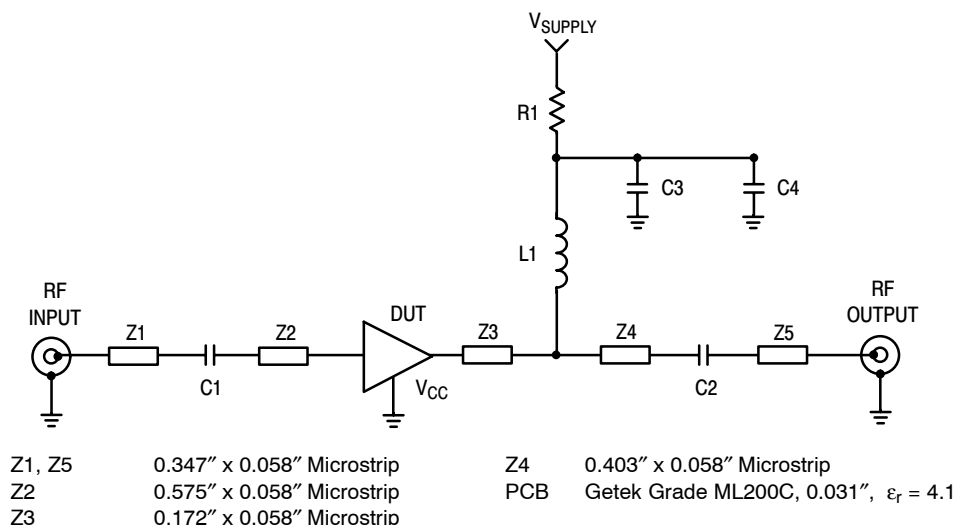 VSUPPLY
R1
C3
C4
L1
RF
INPUT
RF
OUTPUT
DUT
Z1
Z2
Z3
Z4
Z5
C1
VCC
C2
Z1, Z5 0.347″ x 0.058″ Microstrip
Z2 0.575″ x 0.058″ Microstrip
Z3 0.172″ x 0.058″ Microstrip
Z4 0.403″ x 0.058″ Microstrip
PCB Getek Grade ML200C, 0.031″, εr = 4.1